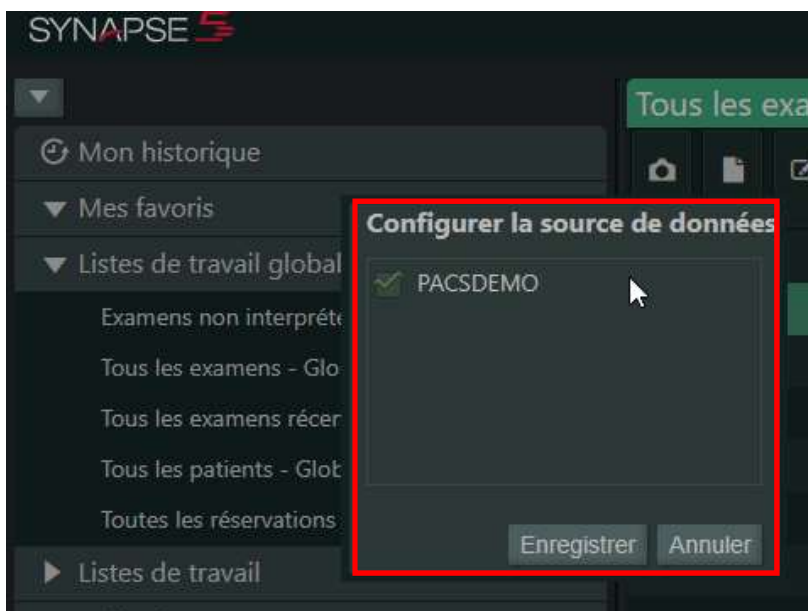 SYNAPSE 5
Tous les exa
Mon historique
Mes favoris
Configurer la source de données
Listes de travail global
PACSDEMO
Examens non interpréte
Tous les examens - Glo
Tous les examens récer
Tous les patients - Glob
Toutes les réservations
Enregistrer
Annuler
Listes de travail